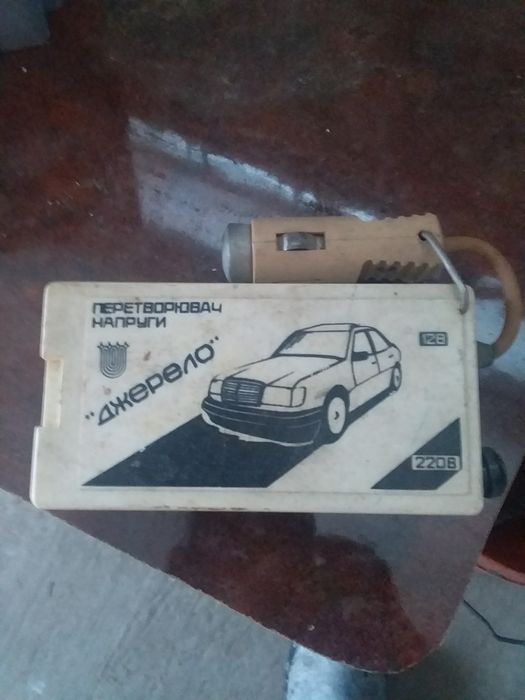 ПЕРЕТВОРЮВАЧ
НАПРУГИ
"ДЖЕРЕЛО"
12В
220В